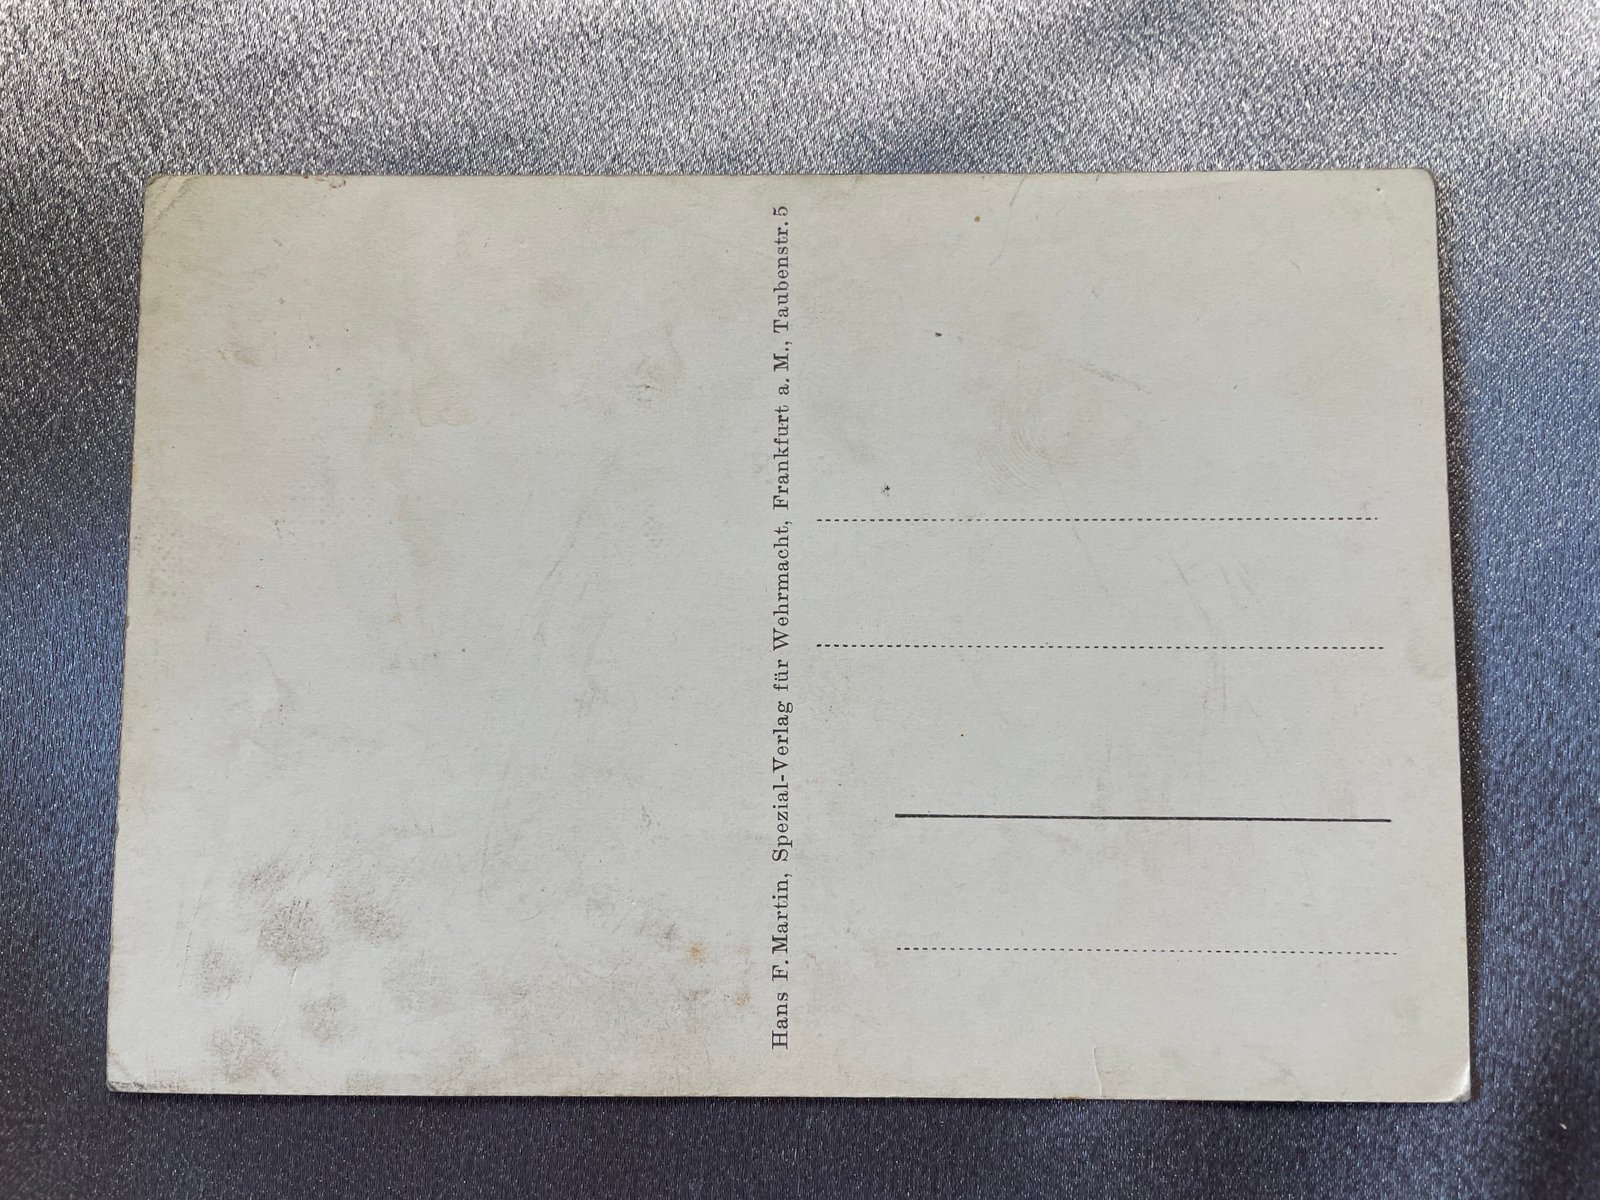 Hans F. Martin, Spezial-Verlag für Wehrmacht, Frankfurt a. M., Taubenstr. 5